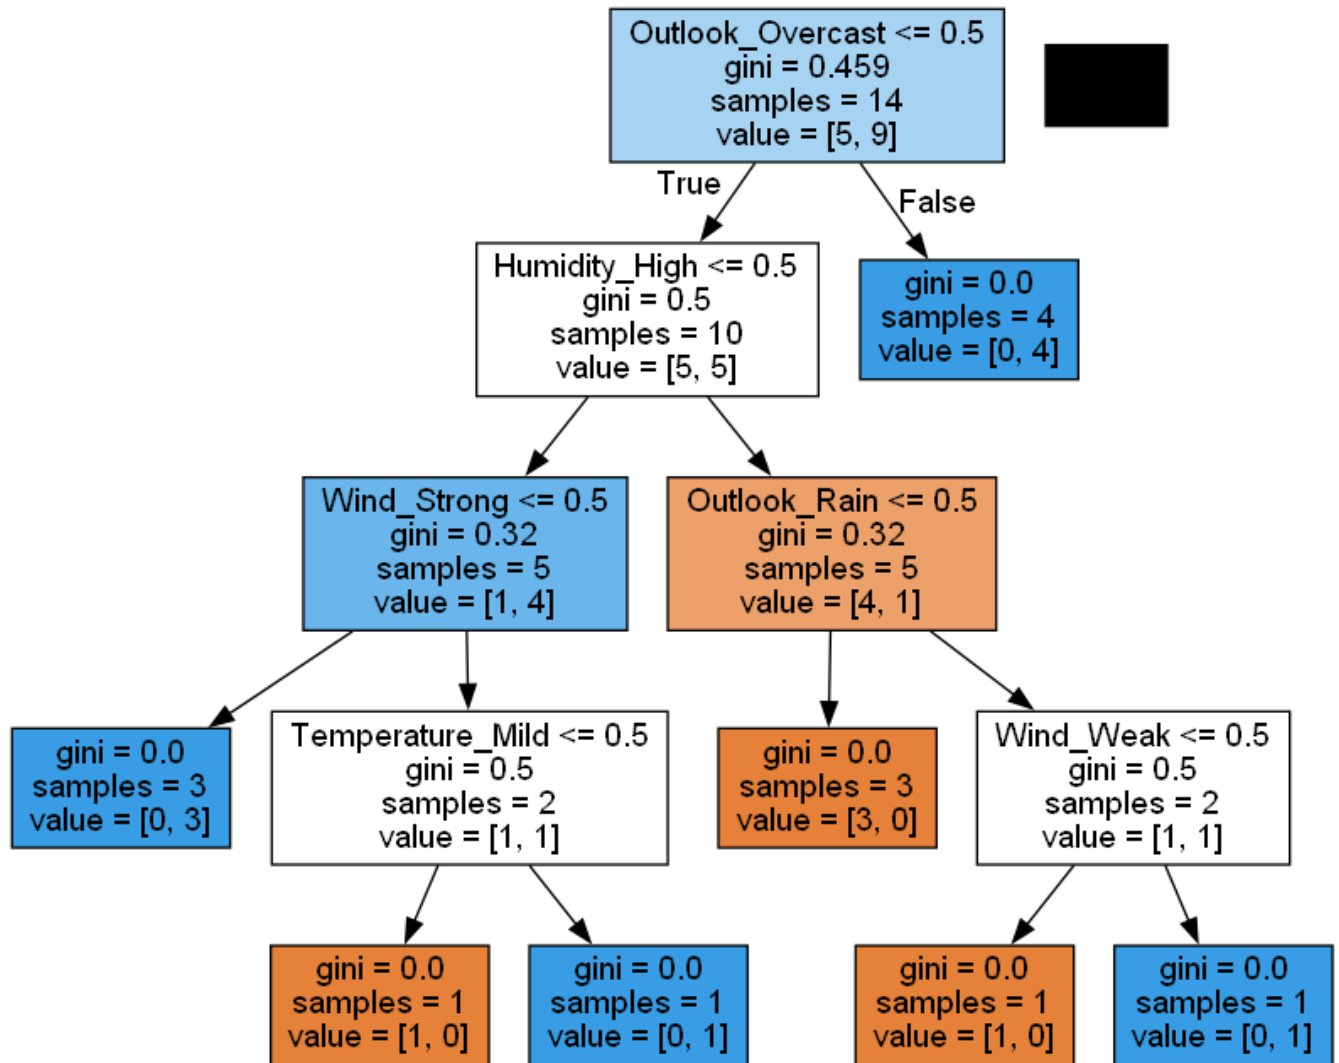 Outlook_Overcast <= 0.5
gini = 0.459
samples = 14
value = [5, 9]
True
False
Humidity_High <= 0.5
gini = 0.5
samples = 10
value = [5, 5]
gini = 0.0
samples = 4
value = [0, 4]
Wind_Strong <= 0.5
gini = 0.32
samples = 5
value = [1, 4]
Outlook_Rain <= 0.5
gini = 0.32
samples = 5
value = [4, 1]
gini = 0.0
samples = 3
value = [0, 3]
Temperature_Mild <= 0.5
gini = 0.5
samples = 2
value = [1, 1]
gini = 0.0
samples = 3
value = [3, 0]
Wind_Weak <= 0.5
gini = 0.5
samples = 2
value = [1, 1]
gini = 0.0
samples = 1
value = [1, 0]
gini = 0.0
samples = 1
value = [0, 1]
gini = 0.0
samples = 1
value = [1, 0]
gini = 0.0
samples = 1
value = [0, 1]